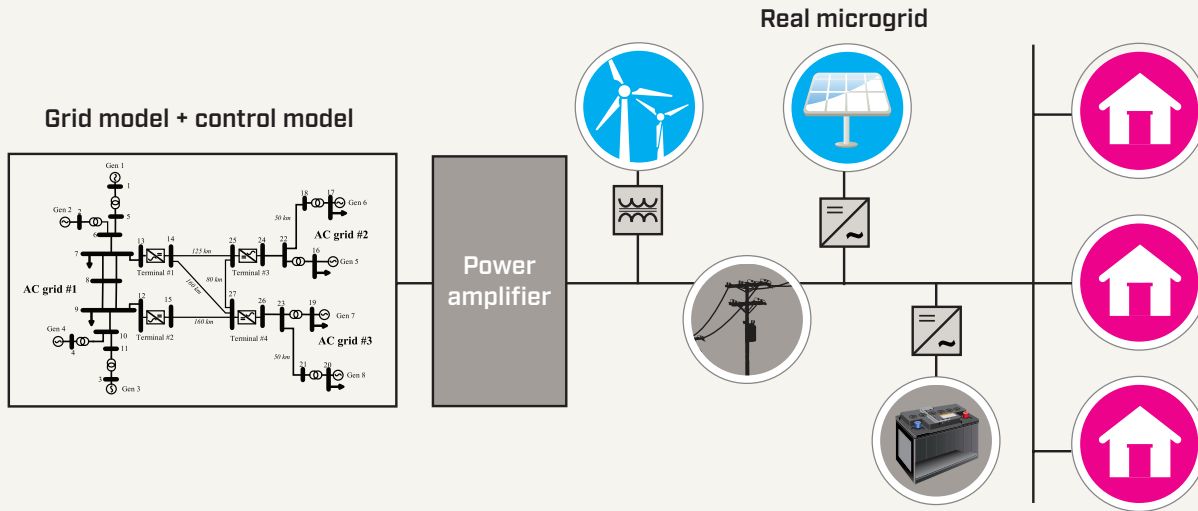 Real microgrid
Grid model + control model
Gen 1
1
Gen 2
2
5
6
7
8
AC grid #1
9
Gen 4
4
10
11
3
Gen 3
13
14
Terminal #1
12
15
Terminal #2
125 km
160 km
80 km
160 km
25
24
Terminal #3
27
26
Terminal #4
50 km
18
17
Gen 6
AC grid #2
22
16
Gen 5
23
19
Gen 7
AC grid #3
50 km
21
20
Gen 8
Power
amplifier